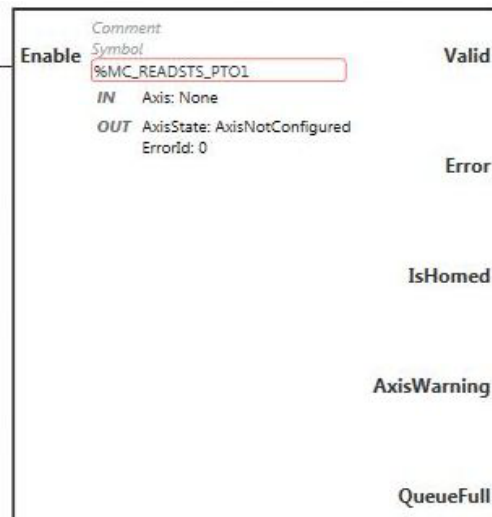 Comment
Enable
Symbol
Valid
%MC_READSTS_PTO1
IN Axis: None
OUT AxisState: AxisNotConfigured
ErrorId: 0
Error
IsHomed
AxisWarning
QueueFull